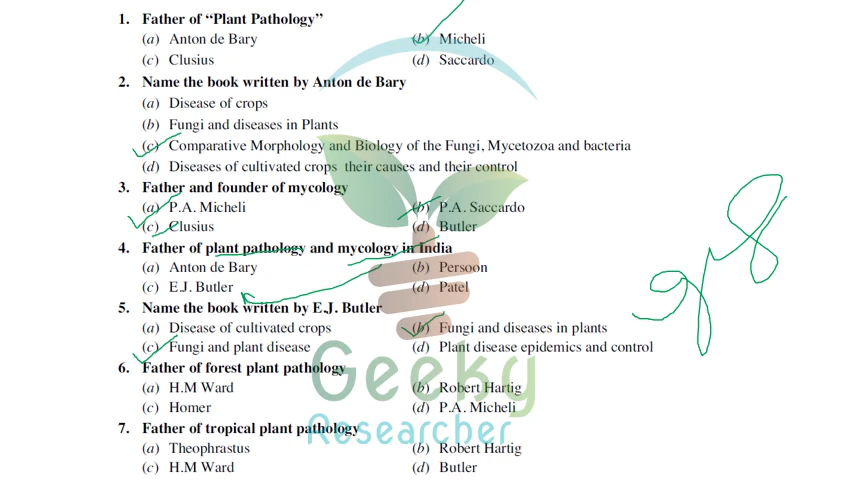 1. Father of “Plant Pathology”
(a) Anton de Bary (b) Micheli
(c) Clusius (d) Saccardo
2. Name the book written by Anton de Bary
(a) Disease of crops
(b) Fungi and diseases in Plants
(c) Comparative Morphology and Biology of the Fungi, Mycetozoa and bacteria
(d) Diseases of cultivated crops their causes and their control
3. Father and founder of mycology
(a) P.A. Micheli (b) P.A. Saccardo
(c) Clusius (d) Butler
4. Father of plant pathology and mycology in India
(a) Anton de Bary (b) Persoon
(c) E.J. Butler (d) Patel
5. Name the book written by E.J. Butler
(a) Disease of cultivated crops (b) Fungi and diseases in plants
(c) Fungi and plant disease (d) Plant disease epidemics and control
6. Father of forest plant pathology
(a) H.M Ward (b) Robert Hartig
(c) Homer (d) P.A. Micheli
7. Father of tropical plant pathology
(a) Theophrastus (b) Robert Hartig
(c) H.M Ward (d) Butler
Geeky
Researcher